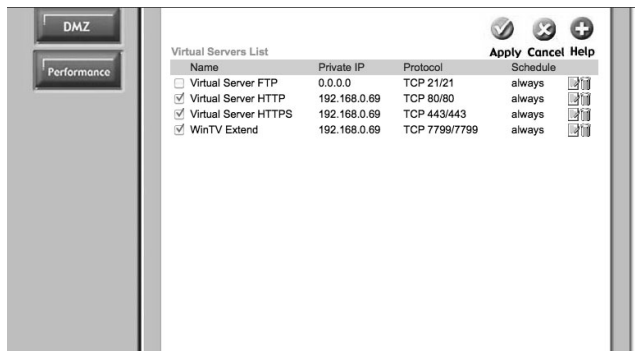 DMZ
Performance
Apply Cancel Help
Virtual Servers List
Name Private IP Protocol Schedule
Virtual Server FTP 0.0.0.0 TCP 21/21 always
Virtual Server HTTP 192.168.0.69 TCP 80/80 always
Virtual Server HTTPS 192.168.0.69 TCP 443/443 always
WinTV Extend 192.168.0.69 TCP 7799/7799 always